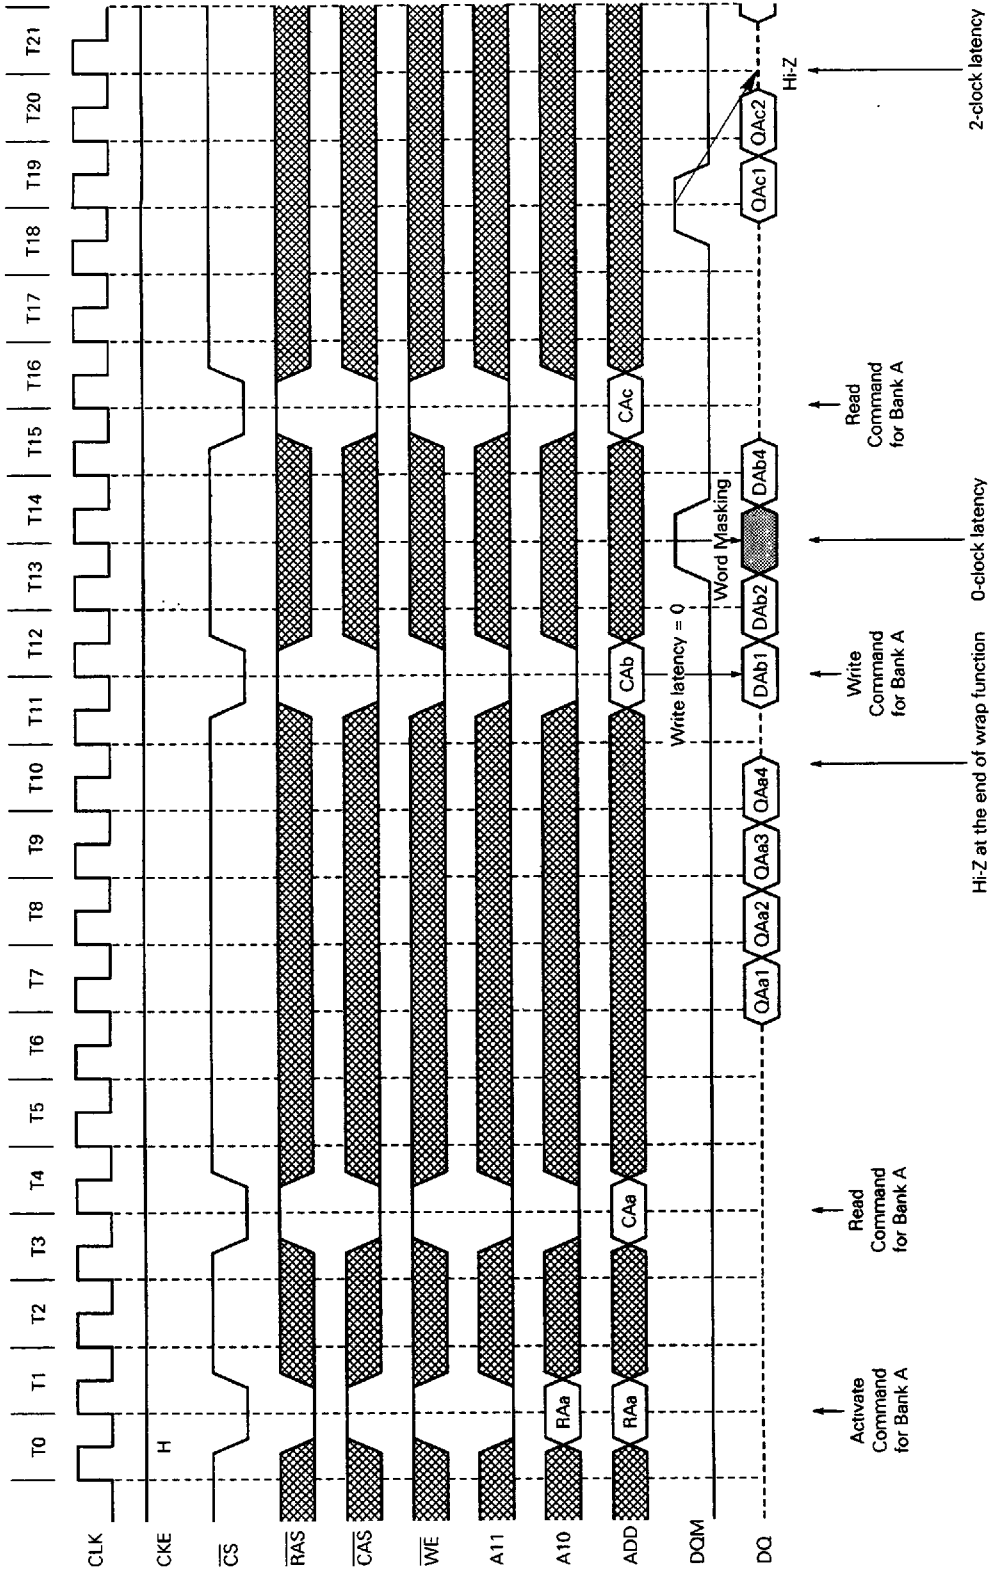 T0 T1 T2 T3 T4 T5 T6 T7 T8 T9 T10 T11 T12 T13 T14 T15 T16 T17 T18 T19 T20 T21
CLK
CKE H
CS
RAS
CAS
WE
A11
A10 RAa
ADD RAa CAa CAb CAc
DQM
Write latency = 0
Word Masking
DQ QAa1 QAa2 QAa3 QAa4 DAb1 DAb2 DAb4 QAc1 QAc2
Hi-Z
Activate
Command
for Bank A
Read
Command
for Bank A
Write
Command
for Bank A
Read
Command
for Bank A
Hi-Z at the end of wrap function
0-clock latency
2-clock latency